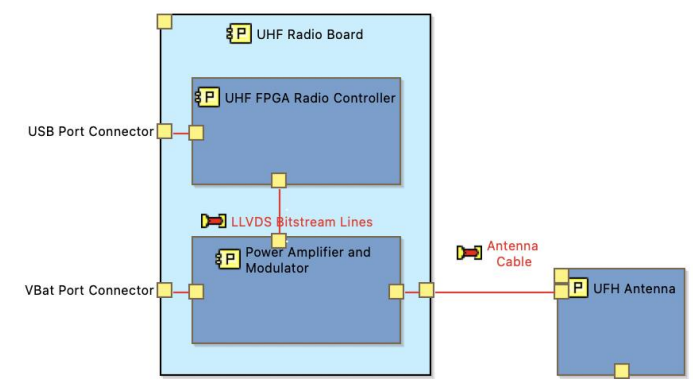 P UHF Radio Board
P UHF FPGA Radio Controller
USB Port Connector
LLVDS Bitstream Lines
P Power Amplifier and
Modulator
Antenna
Cable
VBat Port Connector
P UFH Antenna